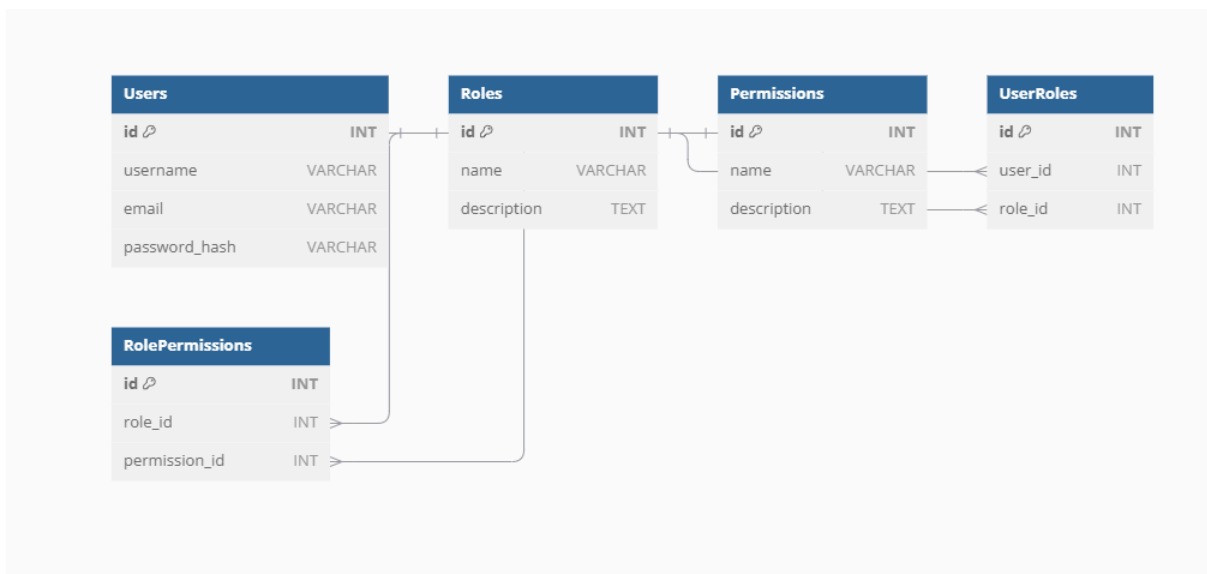 Users
id INT
username VARCHAR
email VARCHAR
password_hash VARCHAR
Roles
id INT
name VARCHAR
description TEXT
Permissions
id INT
name VARCHAR
description TEXT
UserRoles
id INT
user_id INT
role_id INT
RolePermissions
id INT
role_id INT
permission_id INT